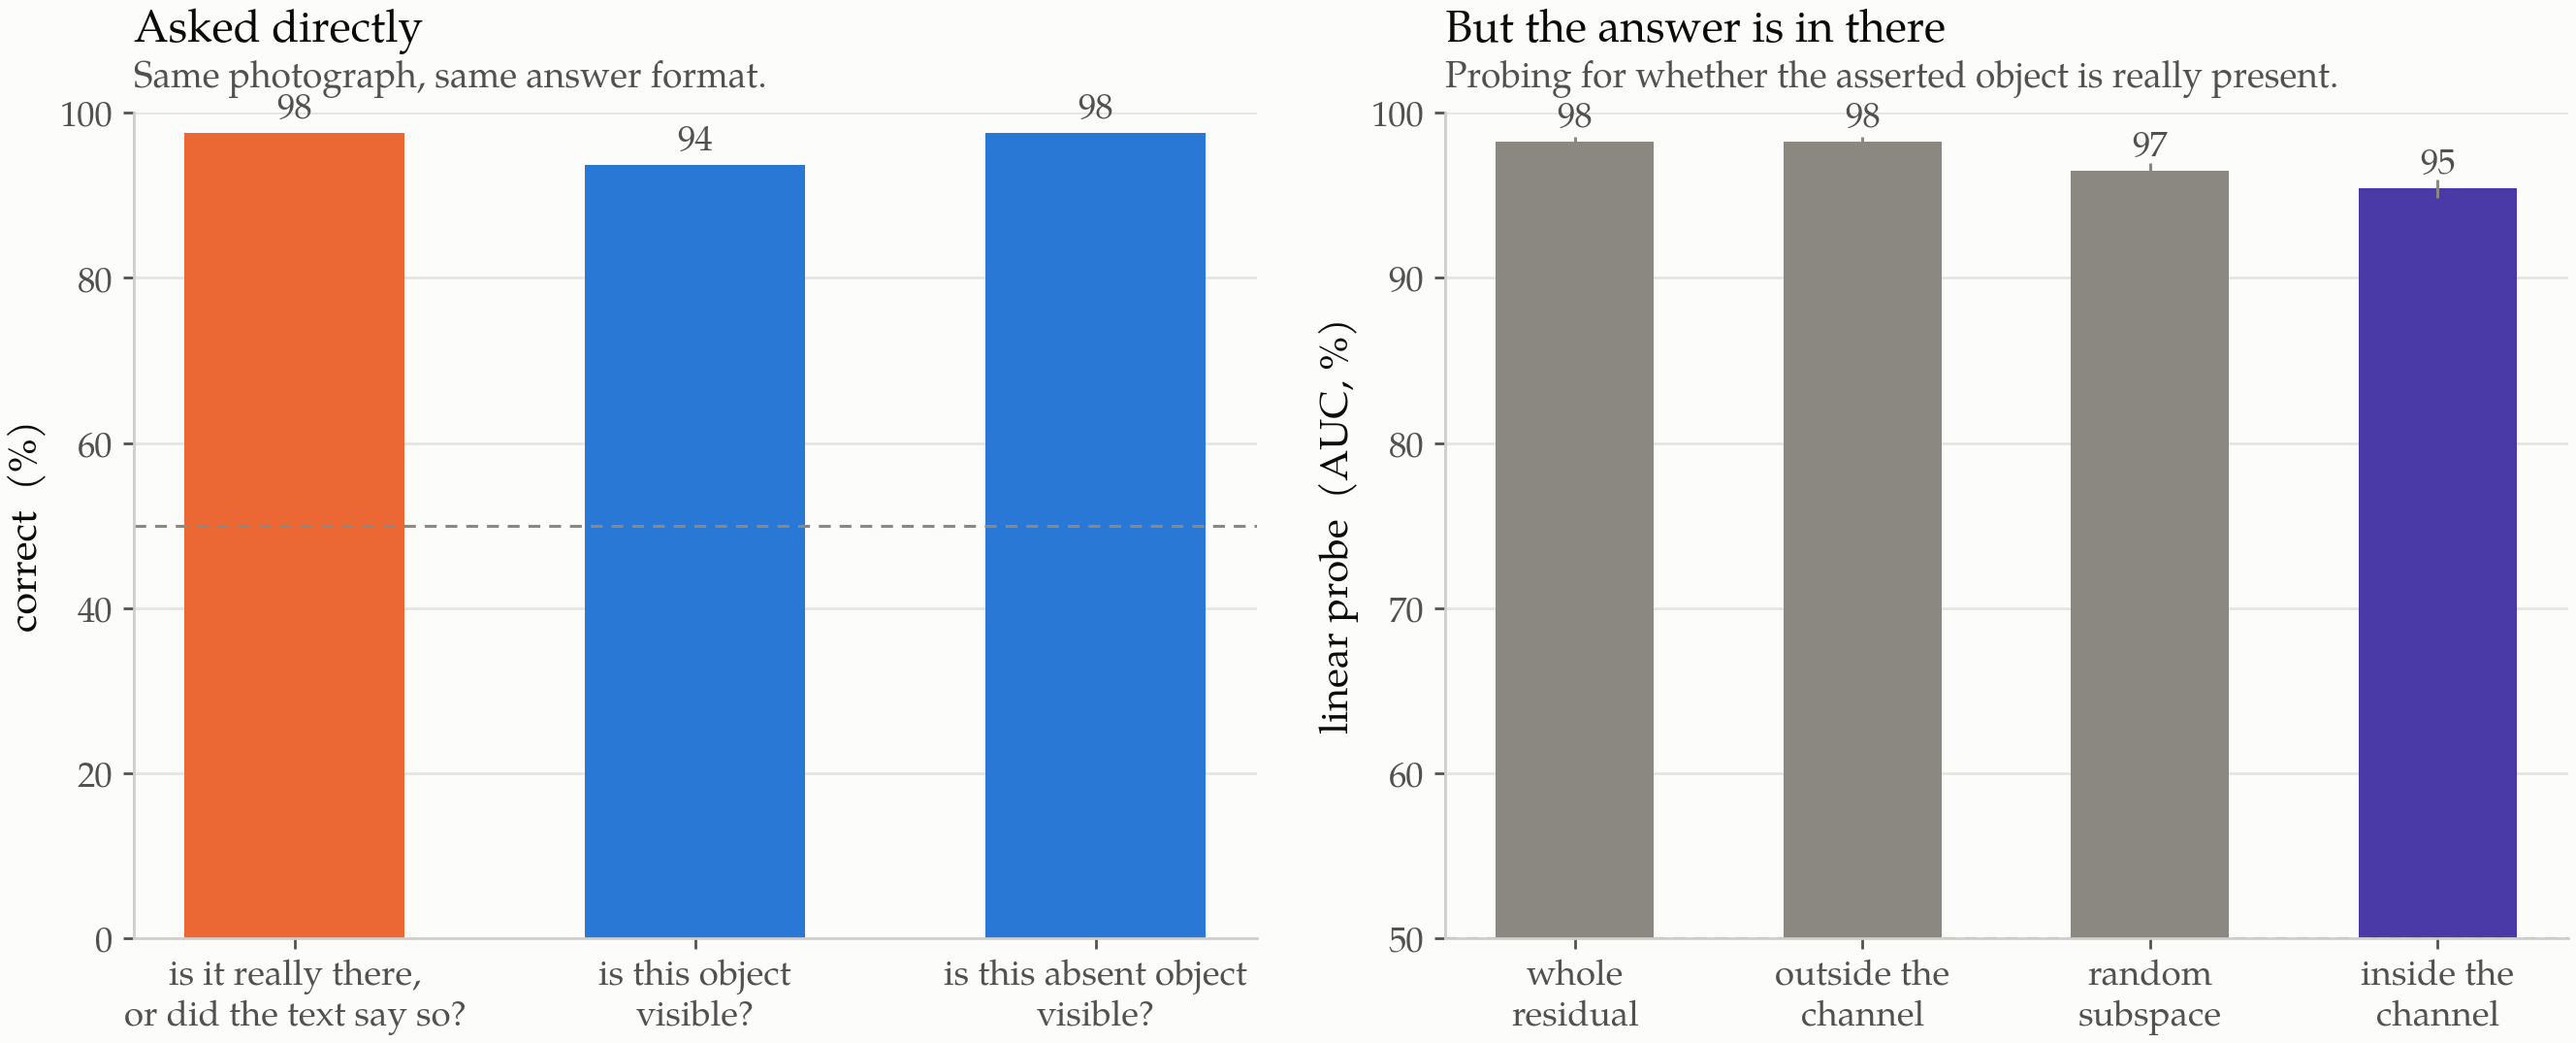 Asked directly
Same photograph, same answer format.
correct (%)
100
80
60
40
20
0
98
94
98
is it really there,
or did the text say so?
is this object
visible?
is this absent object
visible?
But the answer is in there
Probing for whether the asserted object is really present.
linear probe (AUC, %)
100
90
80
70
60
50
98
98
97
95
whole
residual
outside the
channel
random
subspace
inside the
channel